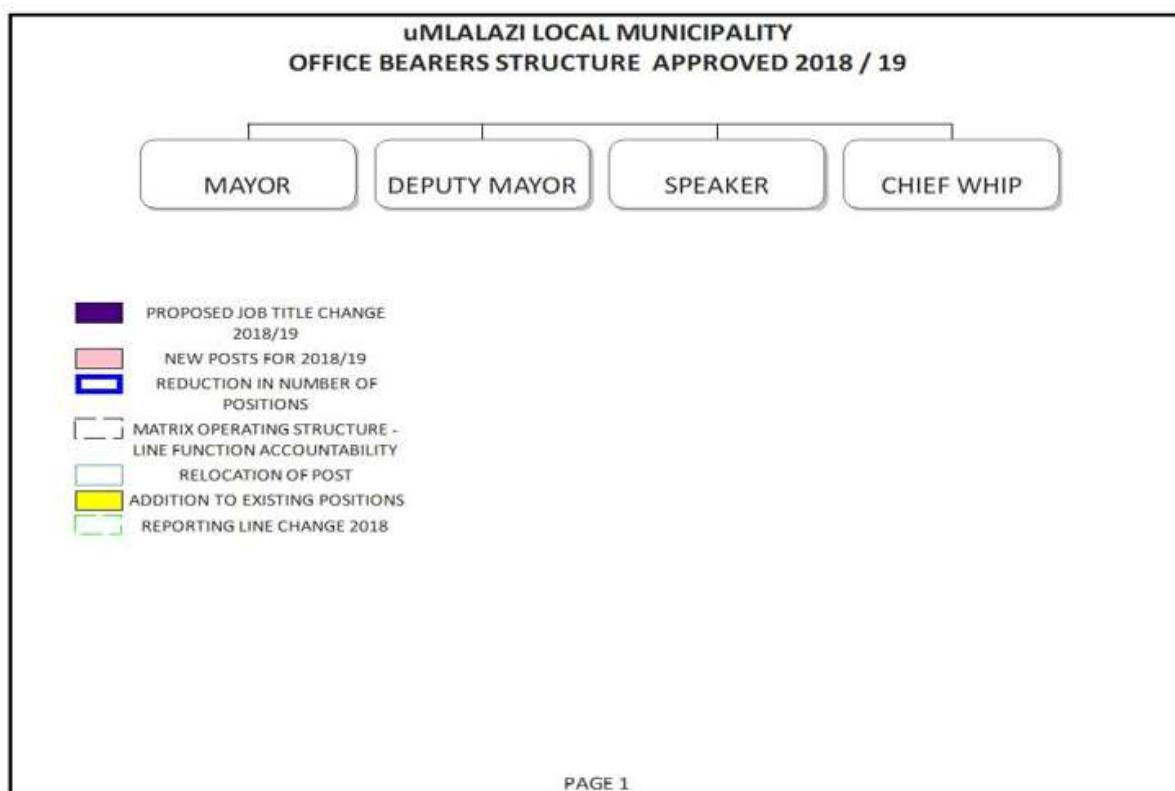 uMLALAZI LOCAL MUNICIPALITY
OFFICE BEARERS STRUCTURE APPROVED 2018 / 19
MAYOR
DEPUTY MAYOR
SPEAKER
CHIEF WHIP
PROPOSED JOB TITLE CHANGE
2018/19
NEW POSTS FOR 2018/19
REDUCTION IN NUMBER OF
POSITIONS
MATRIX OPERATING STRUCTURE -
LINE FUNCTION ACCOUNTABILITY
RELOCATION OF POST
ADDITION TO EXISTING POSITIONS
REPORTING LINE CHANGE 2018
PAGE 1